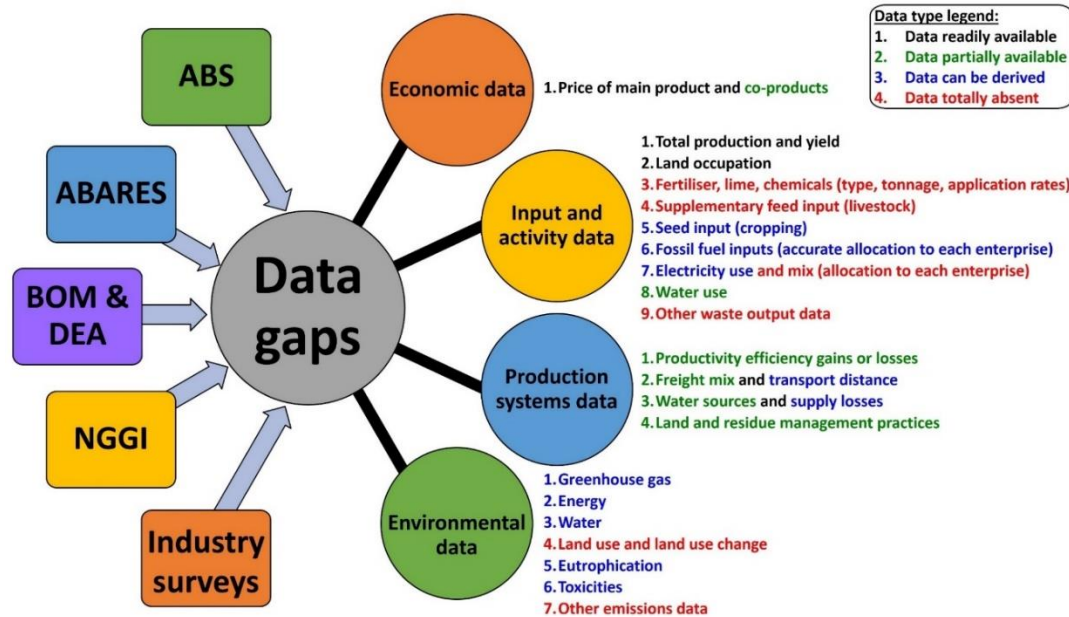 ABS
ABARES
BOM &
DEA
NGGI
Industry
surveys
Data
gaps
Economic data
1. Price of main product and co-products
Data type legend:
1. Data readily available
2. Data partially available
3. Data can be derived
4. Data totally absent
Input and
activity data
1. Total production and yield
2. Land occupation
3. Fertiliser, lime, chemicals (type, tonnage, application rates)
4. Supplementary feed input (livestock)
5. Seed input (cropping)
6. Fossil fuel inputs (accurate allocation to each enterprise)
7. Electricity use and mix (allocation to each enterprise)
8. Water use
9. Other waste output data
Production
systems data
1. Productivity efficiency gains or losses
2. Freight mix and transport distance
3. Water sources and supply losses
4. Land and residue management practices
Environmental
data
1. Greenhouse gas
2. Energy
3. Water
4. Land use and land use change
5. Eutrophication
6. Toxicities
7. Other emissions data